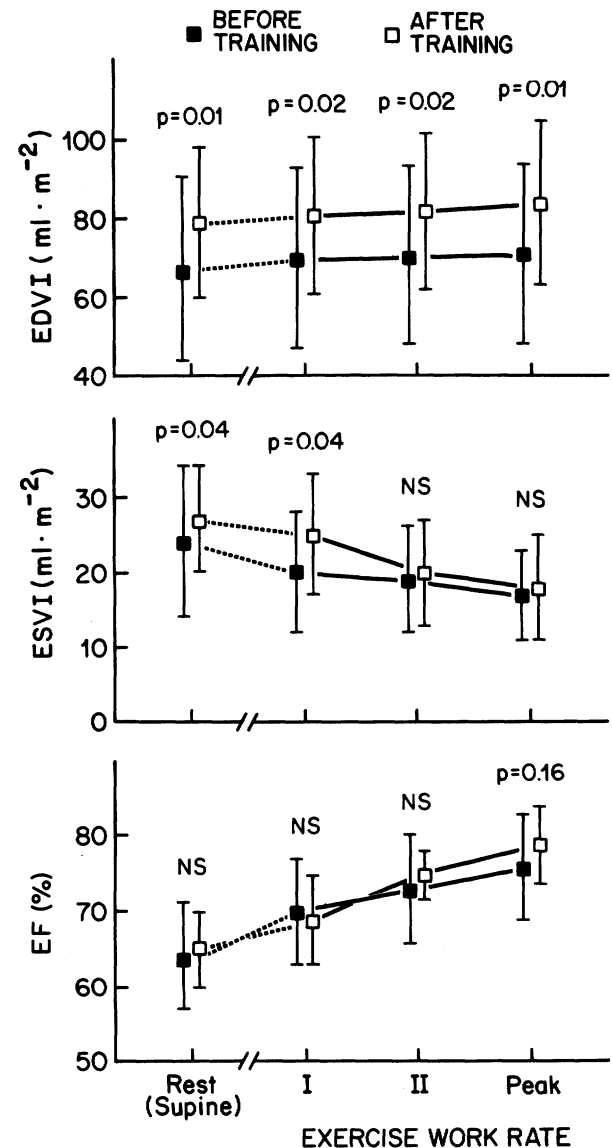 BEFORE TRAINING
AFTER TRAINING
EDVI (ml · m⁻²)
p=0.01
p=0.02
p=0.02
p=0.01
100
80
60
40
ESVI (ml · m⁻²)
p=0.04
p=0.04
NS
NS
30
20
10
0
EF (%)
NS
NS
NS
p=0.16
80
70
60
50
Rest
(Supine)
I
II
Peak
EXERCISE WORK RATE